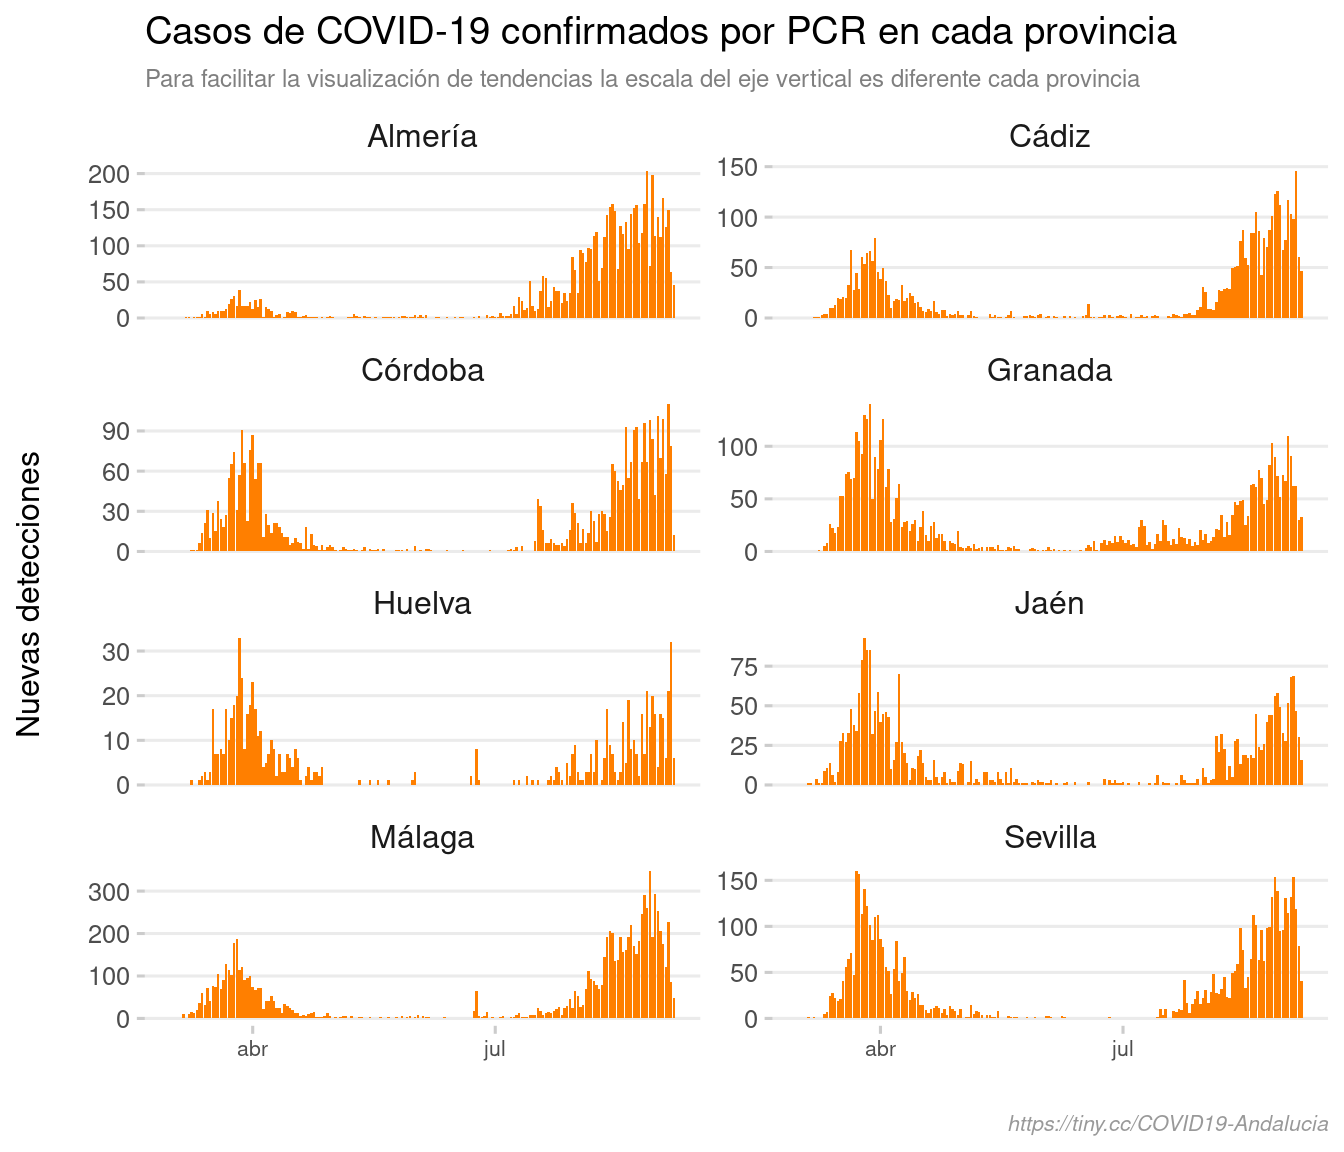 Casos de COVID-19 confirmados por PCR en cada provincia
Para facilitar la visualización de tendencias la escala del eje vertical es diferente cada provincia
Nuevas detecciones
Almería
200
150
100
50
0
Cádiz
150
100
50
0
Córdoba
90
60
30
0
Granada
100
50
0
Huelva
30
20
10
0
Jaén
75
50
25
0
Málaga
300
200
100
0
abr jul
Sevilla
150
100
50
0
abr jul
https://tiny.cc/COVID19-Andalucia